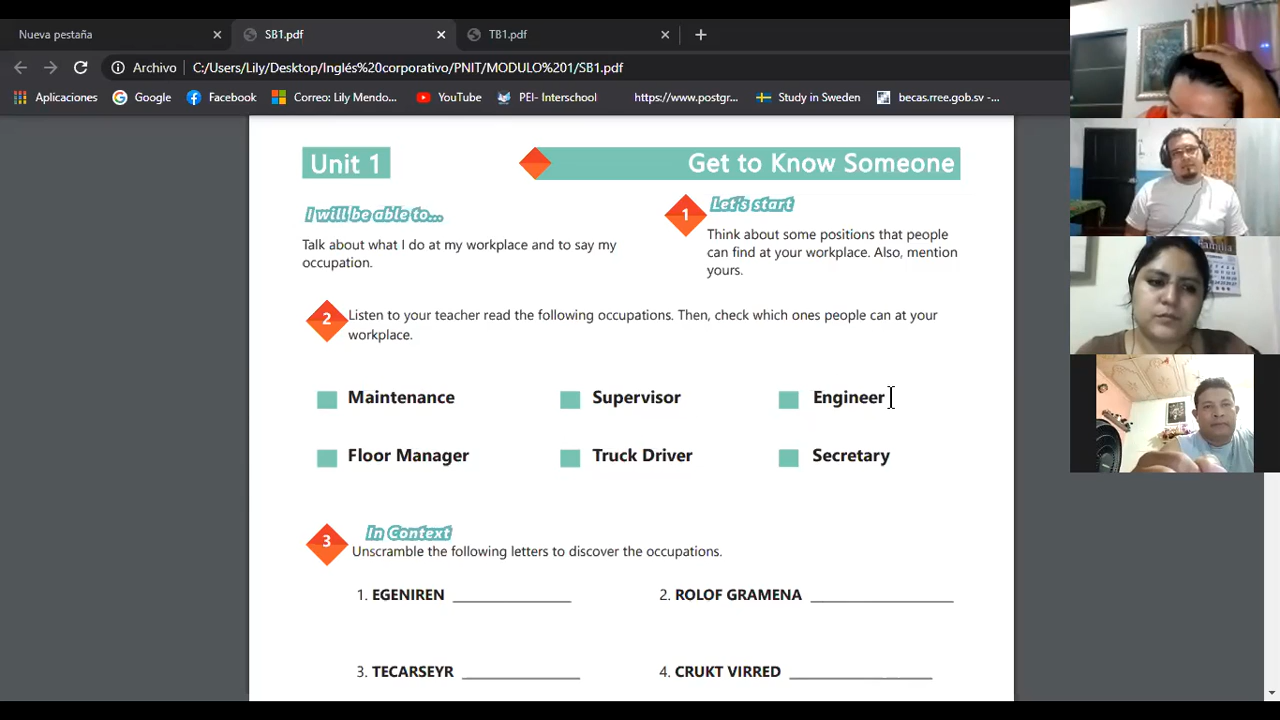 Nueva pestaña
SB1.pdf
TB1.pdf
Archivo
C:/Users/Lily/Desktop/Inglés%20corporativo/PNIT/MODULO%201/SB1.pdf
Aplicaciones
Google
Facebook
Correo: Lily Mendo...
YouTube
PEI- Interschool
https://www.postgr...
Study in Sweden
becas.rree.gob.sv -...
Unit 1
Get to Know Someone
I will be able to...
Talk about what I do at my workplace and to say my
occupation.
1
Let's start
Think about some positions that people
can find at your workplace. Also, mention
yours.
2
Listen to your teacher read the following occupations. Then, check which ones people can at your
workplace.
Maintenance
Supervisor
Engineer
Floor Manager
Truck Driver
Secretary
3
In Context
Unscramble the following letters to discover the occupations.
1. EGENIREN ______________
2. ROLOF GRAMENA _________________
3. TECARSEYR ______________
4. CRUKT VIRRED _________________